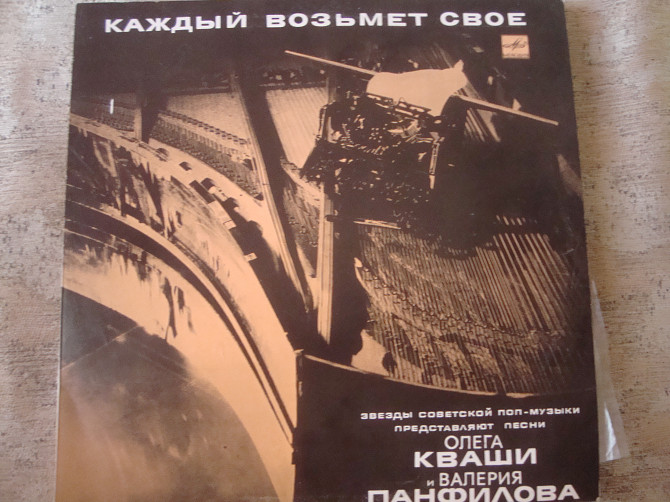 КАЖДЫЙ ВОЗЬМЕТ СВОЕ
ЗВЕЗДЫ СОВЕТСКОЙ ПОП-МУЗЫКИ
ПРЕДСТАВЛЯЮТ ПЕСНИ
ОЛЕГА
КВАШИ
И ВАЛЕРИЯ
ПАНФИЛОВА